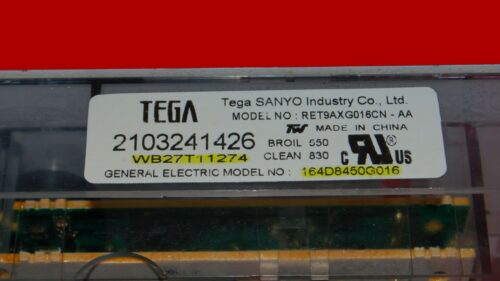 TEGA Tega SANYO Industry Co., Ltd.
MODEL NO : RET9AXG016CN - AA
MADE IN CHINA
2103241426 BROIL 550
WB27T11274 CLEAN 830
C UR US
GENERAL ELECTRIC MODEL NO : 164D8450G016